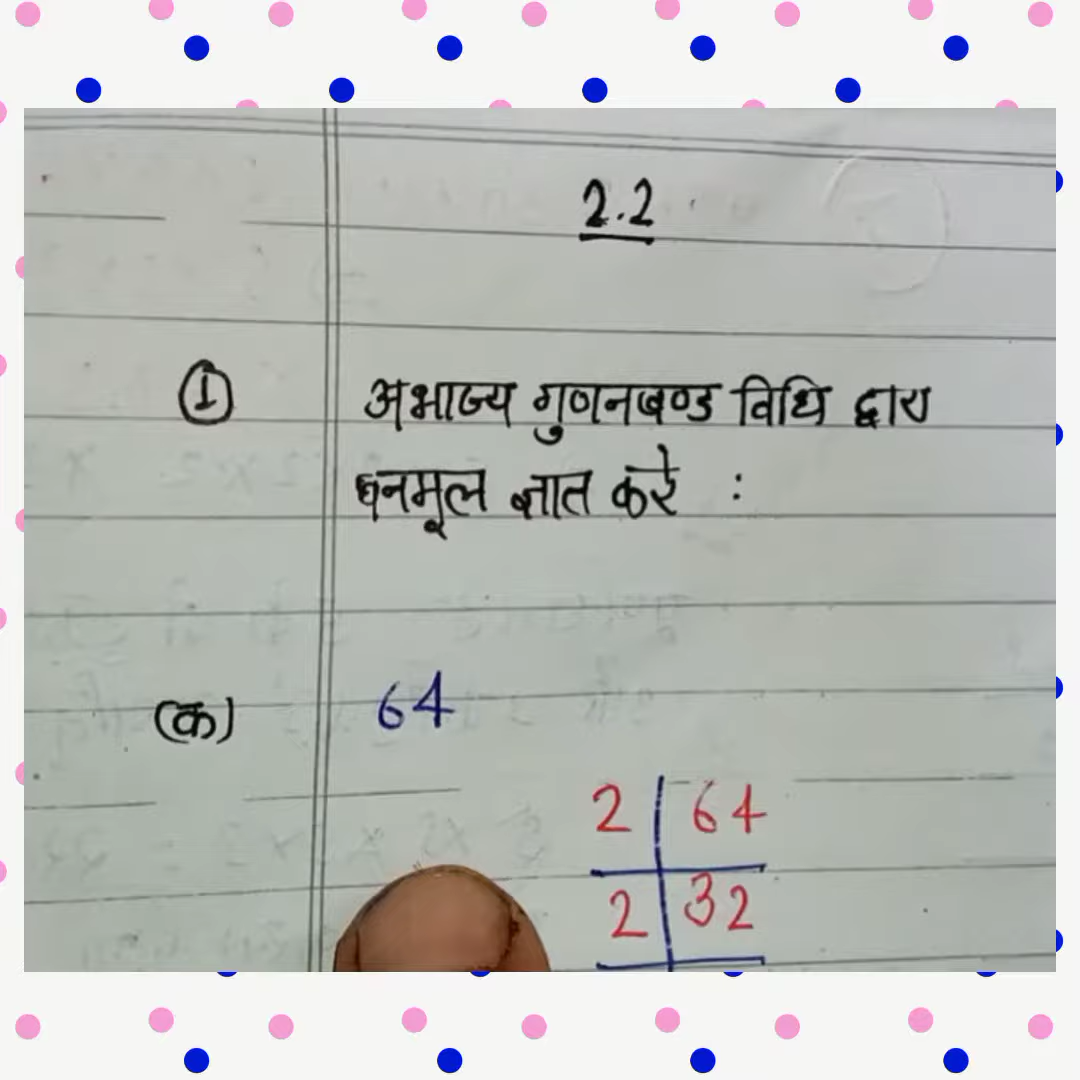 2.2
① अभाज्य गुणनखण्ड विधि द्वारा
घनमूल ज्ञात करे :
(क) 64
2 | 64
2 | 32